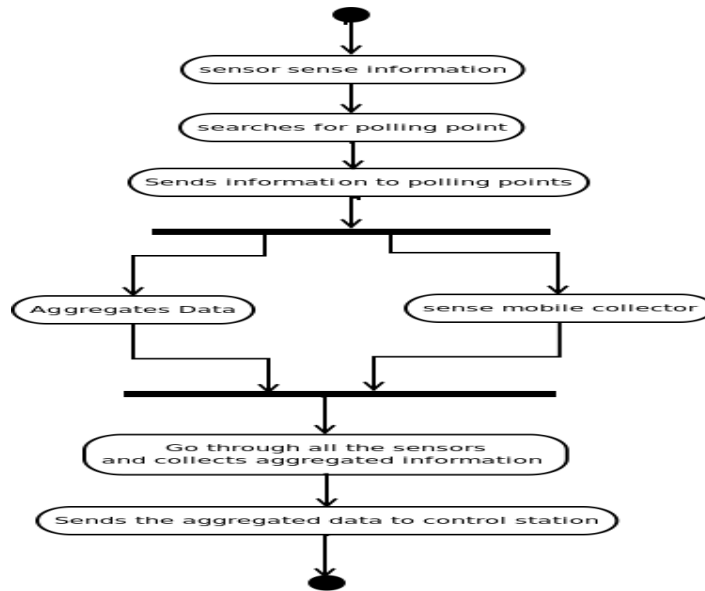 sensor sense information
searches for polling point
Sends information to polling points
Aggregates Data
sense mobile collector
Go through all the sensors
and collects aggregated information
Sends the aggregated data to control station